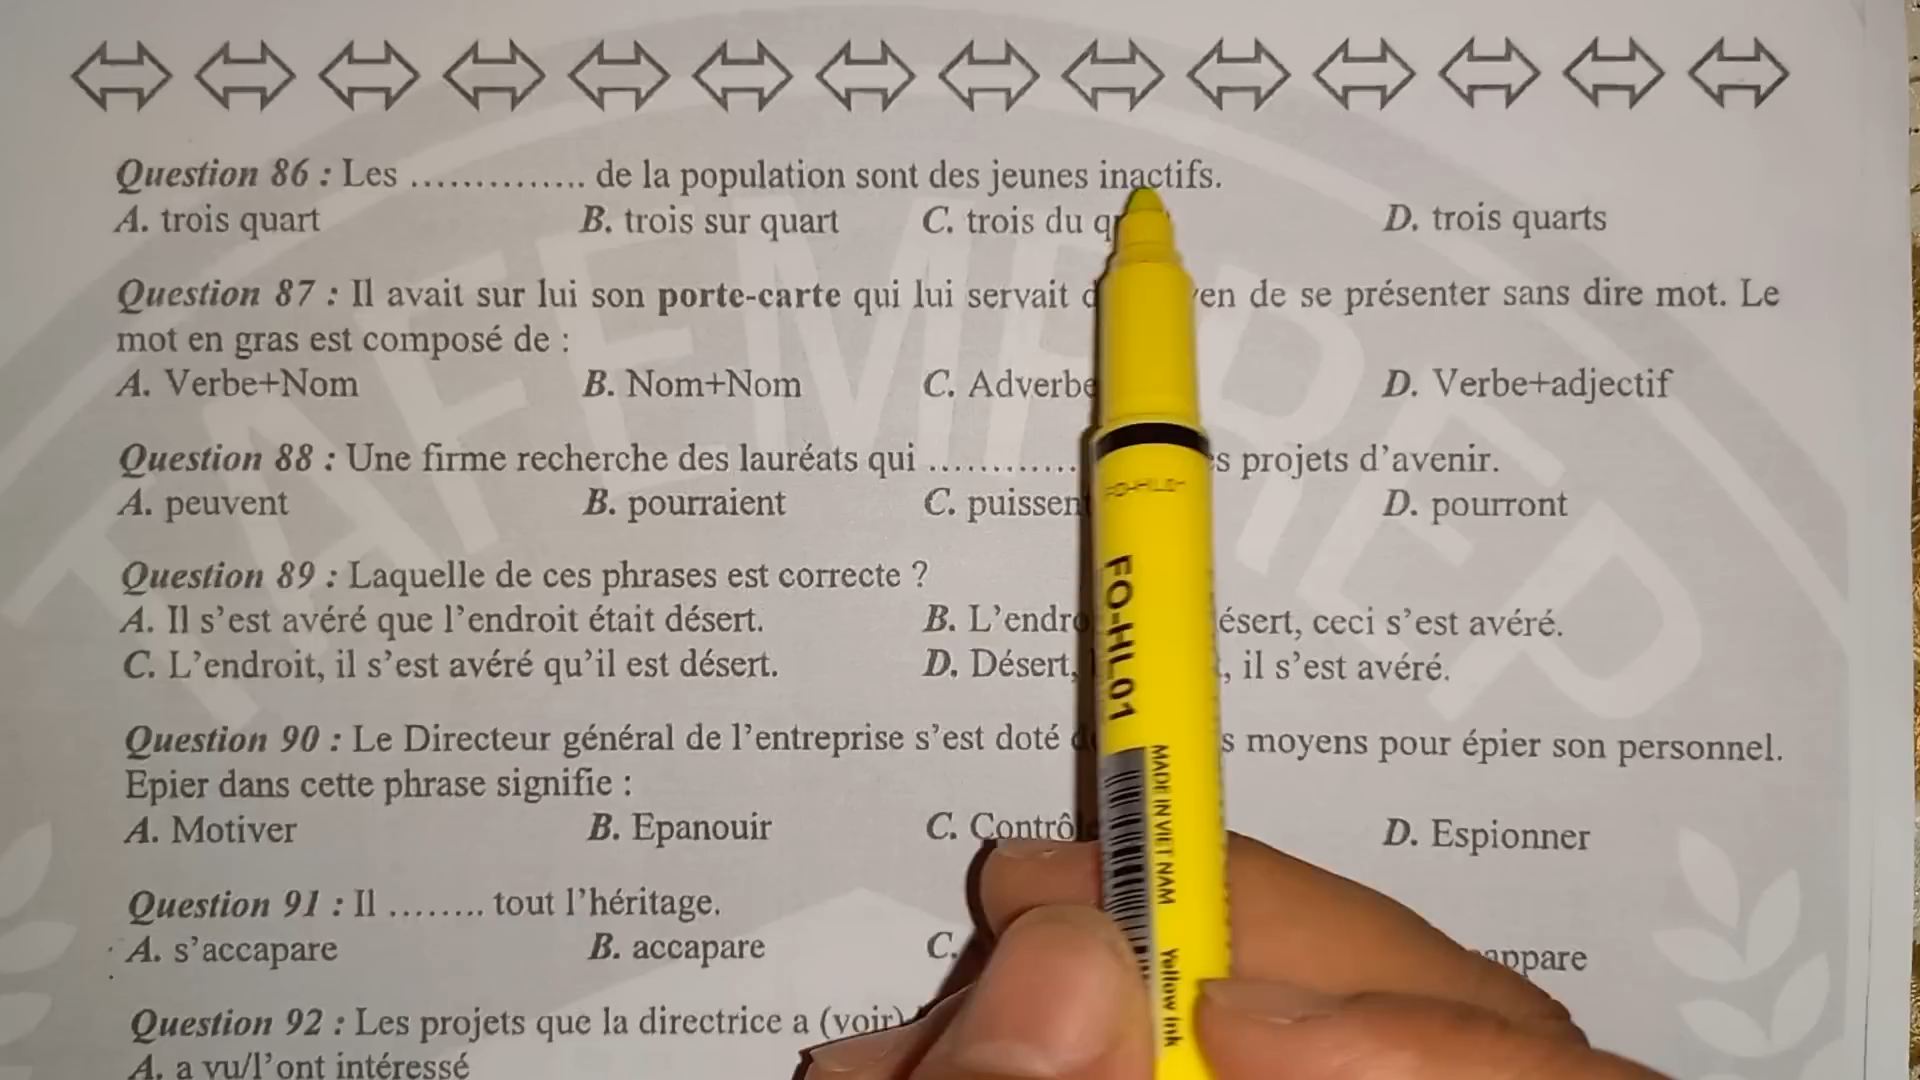 Question 86 : Les .............. de la population sont des jeunes inactifs.
A. trois quart B. trois sur quart C. trois du D. trois quarts
Question 87 : Il avait sur lui son porte-carte qui lui servait de se présenter sans dire mot. Le
mot en gras est composé de :
A. Verbe+Nom B. Nom+Nom C. Adverbe D. Verbe+adjectif
Question 88 : Une firme recherche des lauréats qui ............ projets d’avenir.
A. peuvent B. pourraient C. puissent D. pourront
Question 89 : Laquelle de ces phrases est correcte ?
A. Il s’est avéré que l’endroit était désert. B. ésert, ceci s’est avéré.
C. L’endroit, il s’est avéré qu’il est désert. D. Désert, , il s’est avéré.
Question 90 : Le Directeur général de l’entreprise s’est doté moyens pour épier son personnel.
Epier dans cette phrase signifie :
A. Motiver B. Epanouir C. Contrô D. Espionner
Question 91 : Il ........ tout l’héritage.
A. s’accapare B. accapare C. appare
Question 92 : Les projets que la directrice a (voir)
A. a vu/l’ont intéressé
FO-HL01
FO-HL01
MADE IN VIET NAM
Yellow ink
TAFEMPREP